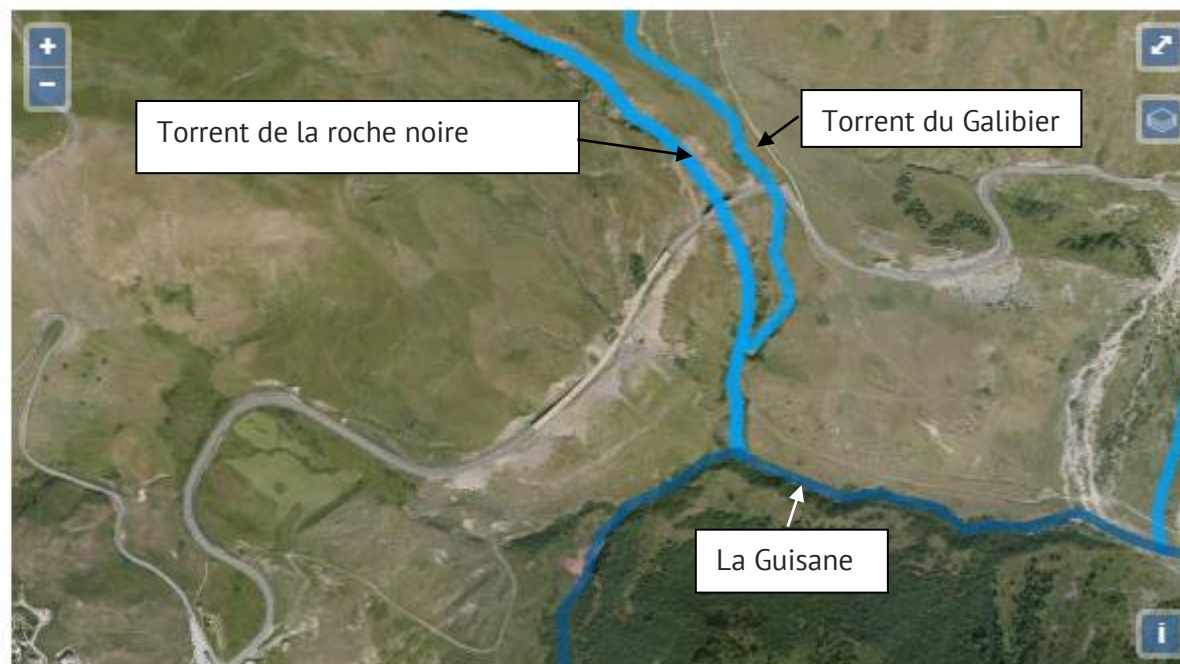 +
−
Torrent de la roche noire
Torrent du Galibier
La Guisane
i